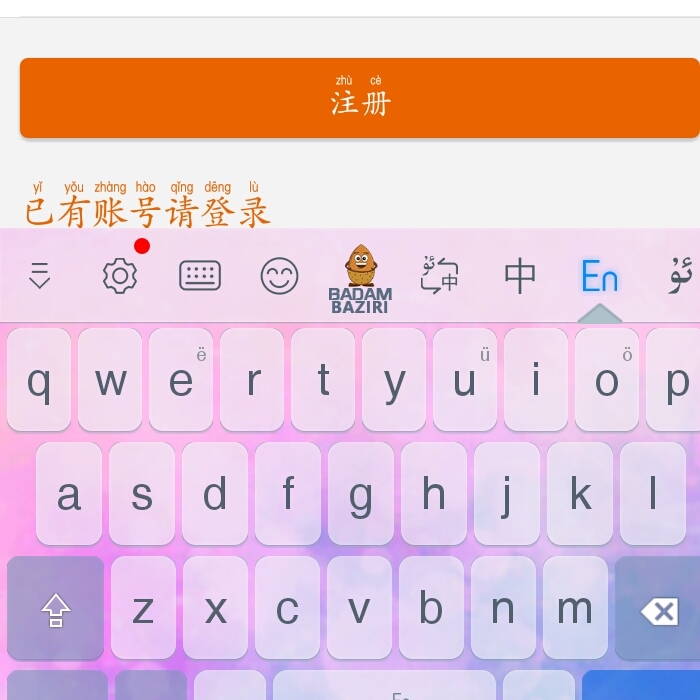 zhù cè
注册
yǐ yǒu zhàng hào qǐng dēng lù
已有账号请登录
BADAM
BAZIRI
中
En
ئۇ
q w e ë r t y u ü i o ö p
a s d f g h j k l
z x c v b n m